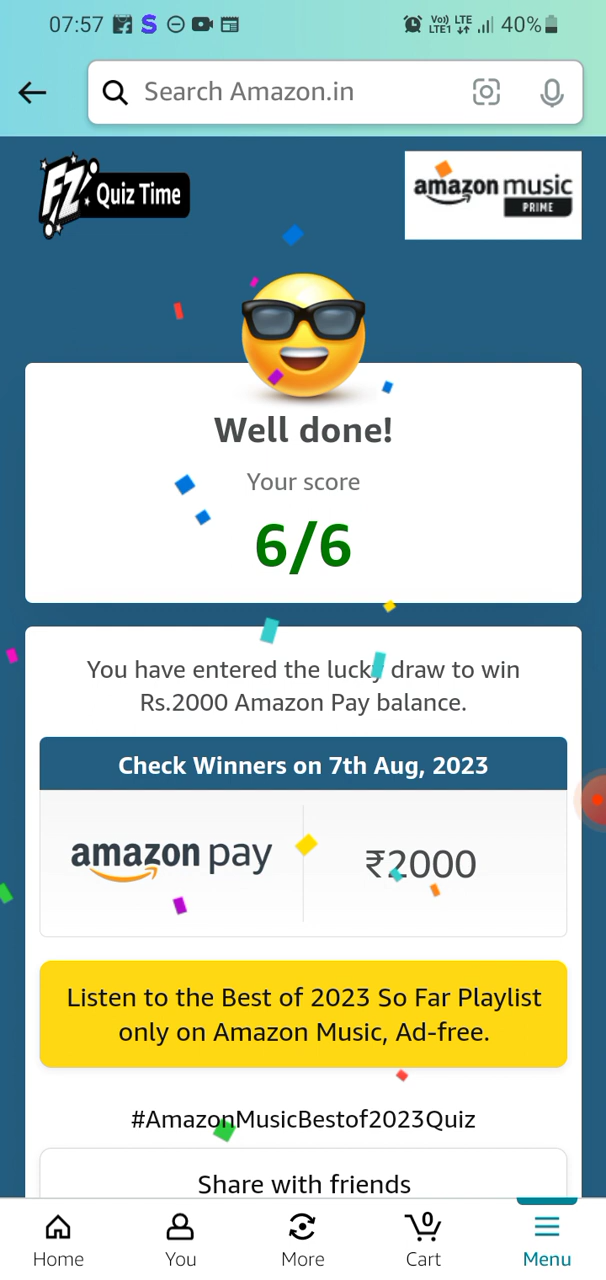 07:57
Vo)) LTE
LTE1
40%
Search Amazon.in
FZ Quiz Time
amazon music
PRIME
Well done!
Your score
6/6
You have entered the lucky draw to win
Rs.2000 Amazon Pay balance.
Check Winners on 7th Aug, 2023
amazon pay
₹2000
Listen to the Best of 2023 So Far Playlist
only on Amazon Music, Ad-free.
#AmazonMusicBestof2023Quiz
Share with friends
0
Home You More Cart Menu